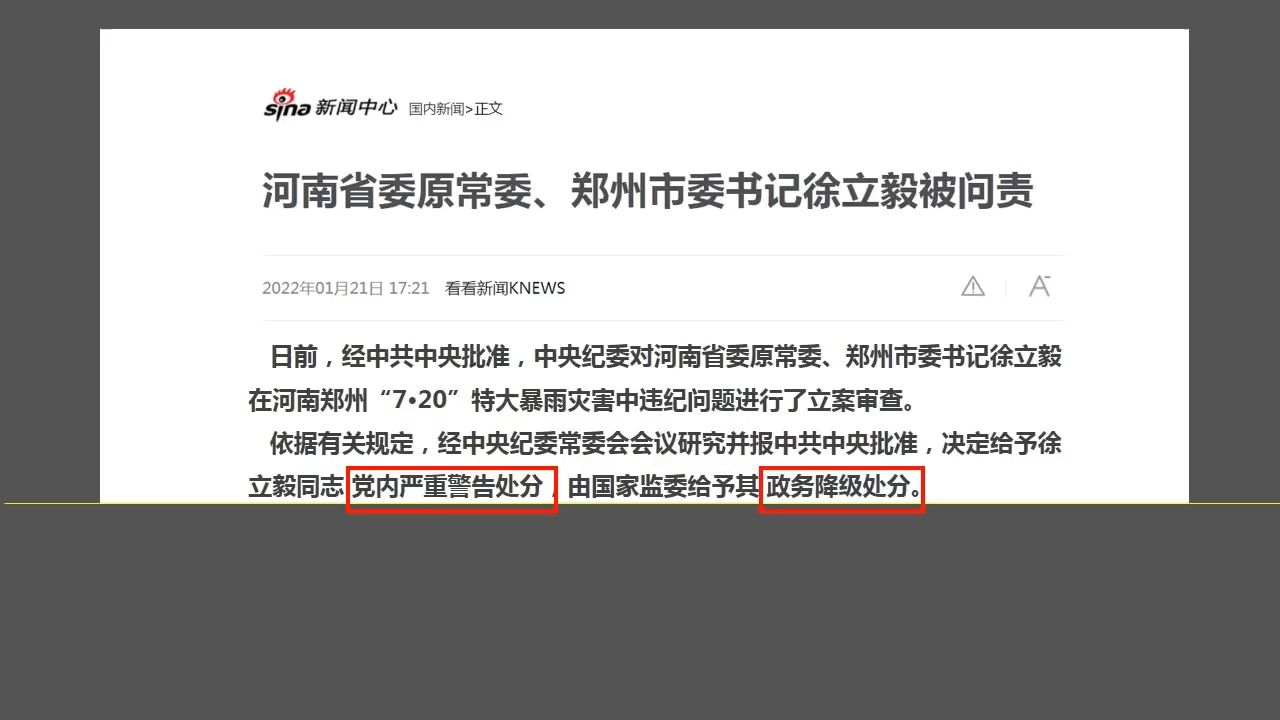 sina 新闻中心 国内新闻>正文
河南省委原常委、郑州市委书记徐立毅被问责
2022年01月21日 17:21 看看新闻KNEWS
日前，经中共中央批准，中央纪委对河南省委原常委、郑州市委书记徐立毅
在河南郑州“7•20”特大暴雨灾害中违纪问题进行了立案审查。
依据有关规定，经中央纪委常委会会议研究并报中共中央批准，决定给予徐
立毅同志党内严重警告处分，由国家监委给予其政务降级处分。